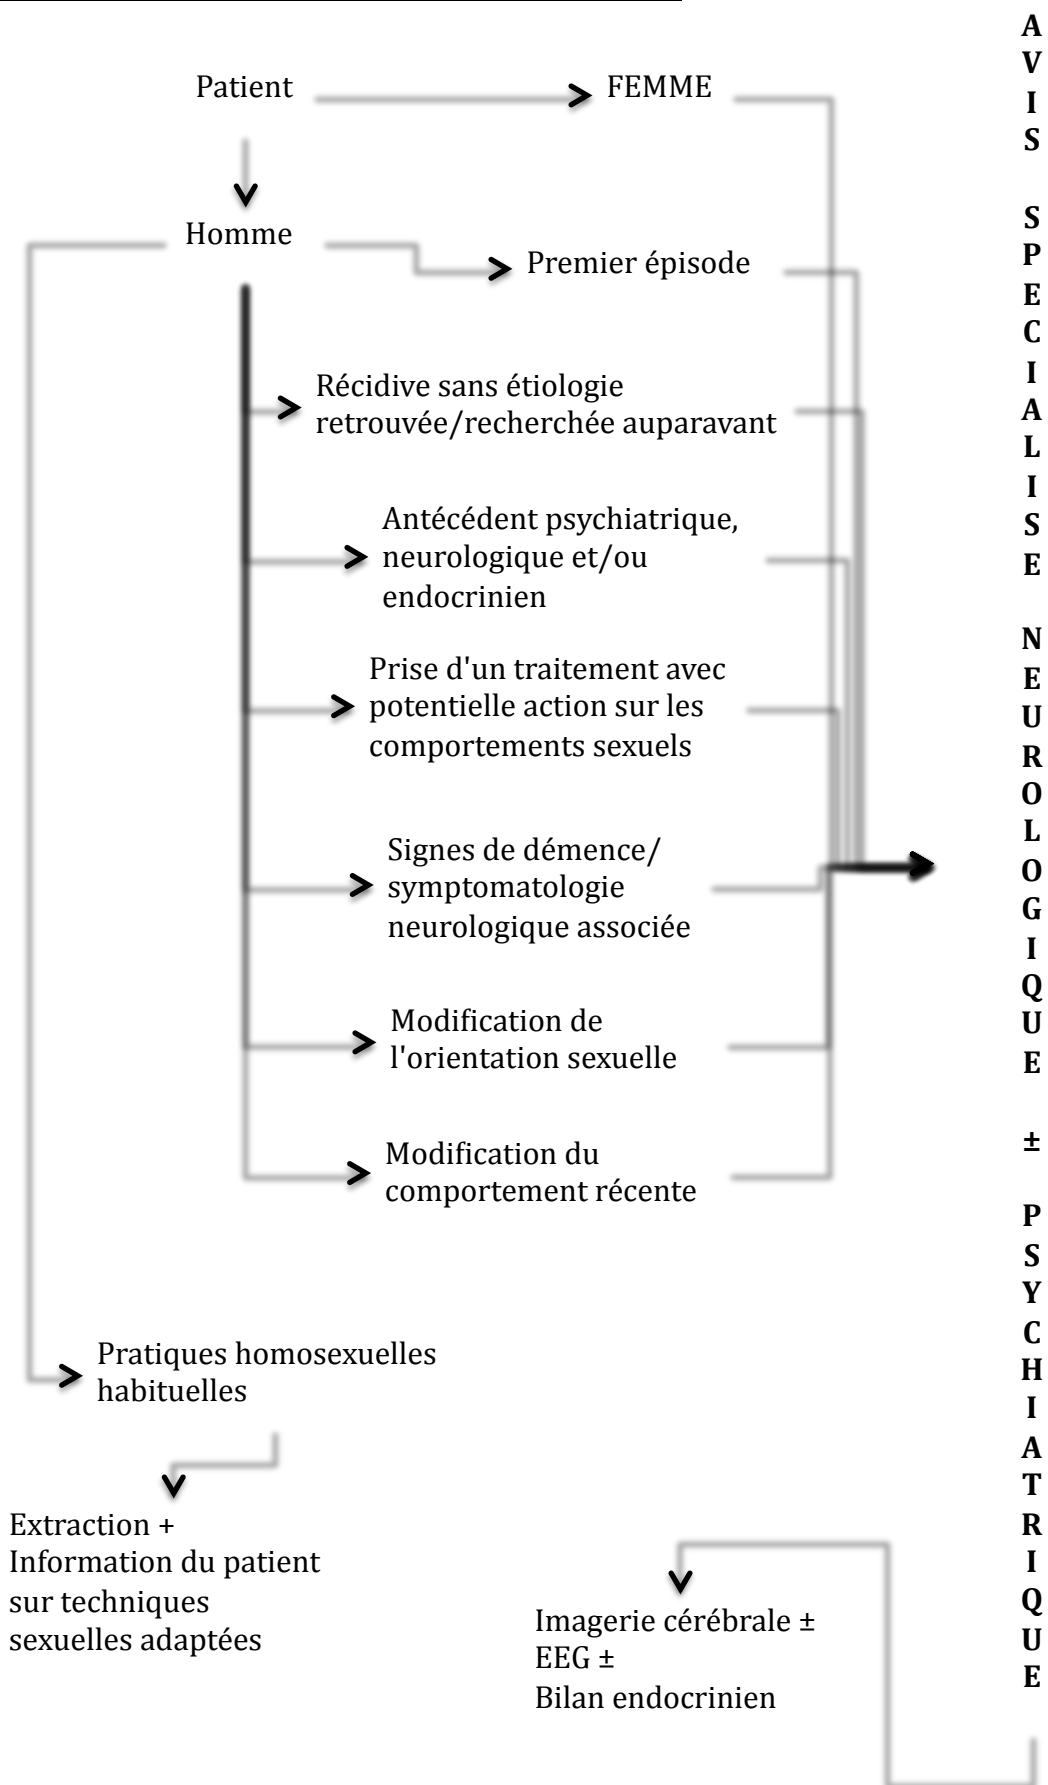 Patient
FEMME
Homme
Premier épisode
Récidive sans étiologie
retrouvée/recherchée auparavant
Antécédent psychiatrique,
neurologique et/ou
endocrinien
Prise d'un traitement avec
potentielle action sur les
comportements sexuels
Signes de démence/
symptomatologie
neurologique associée
Modification de
l'orientation sexuelle
Modification du
comportement récente
Pratiques homosexuelles
habituelles
Extraction +
Information du patient
sur techniques
sexuelles adaptées
Imagerie cérébrale ±
EEG ±
Bilan endocrinien
AVIS SPECIALISE NEUROLOGIQUE ± PSYCHIATRIQUE